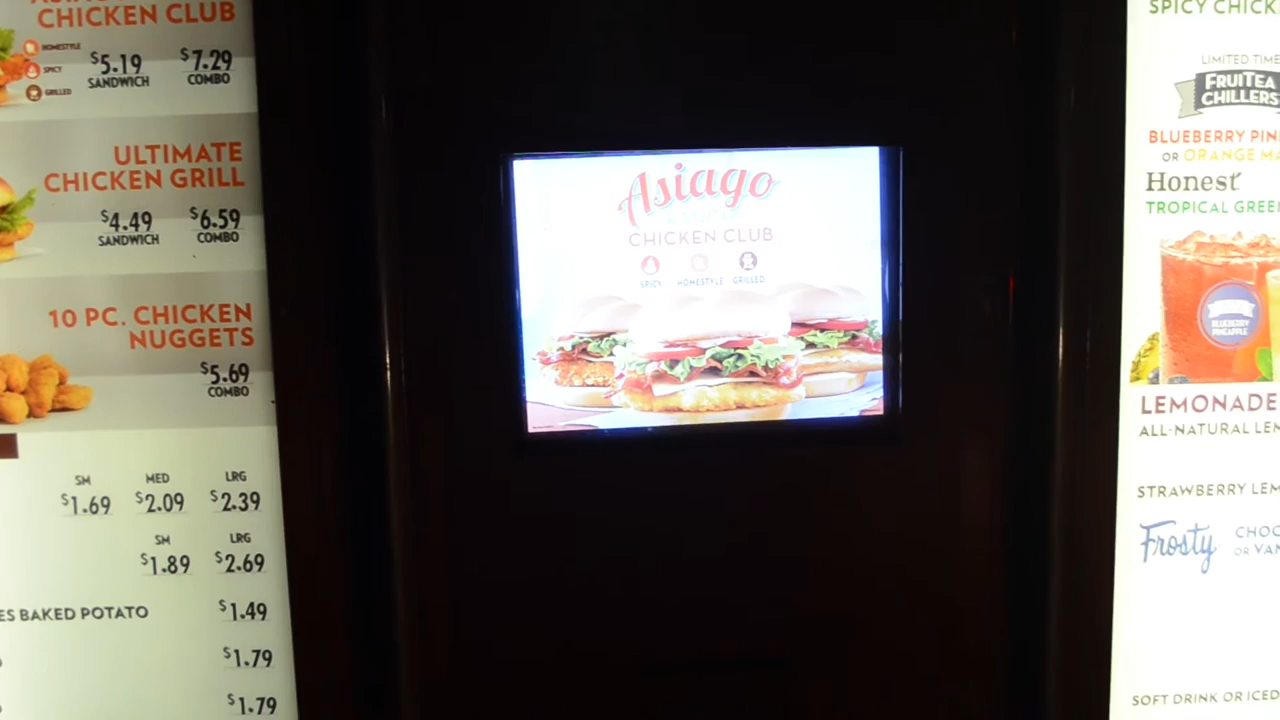 CHICKEN CLUB
HOMESTYLE
SPICY
GRILLED
$5.19 $7.29
SANDWICH COMBO
ULTIMATE
CHICKEN GRILL
$4.49 $6.59
SANDWICH COMBO
10 PC. CHICKEN
NUGGETS
$5.69
COMBO
SM MED LRG
$1.69 $2.09 $2.39
SM LRG
$1.89 $2.69
ES BAKED POTATO $1.49
$1.79
$1.79
Asiago
CHICKEN CLUB
SPICY HOMESTYLE GRILLED
SPICY CHICK
LIMITED TIME
FRUITEA
CHILLERS
BLUEBERRY PIN
OR ORANGE MA
Honest
TROPICAL GREE
BLUEBERRY
PINEAPPLE
LEMONADE
ALL-NATURAL LEM
STRAWBERRY LEM
Frosty CHOC
OR VAN
SOFT DRINK OR ICED